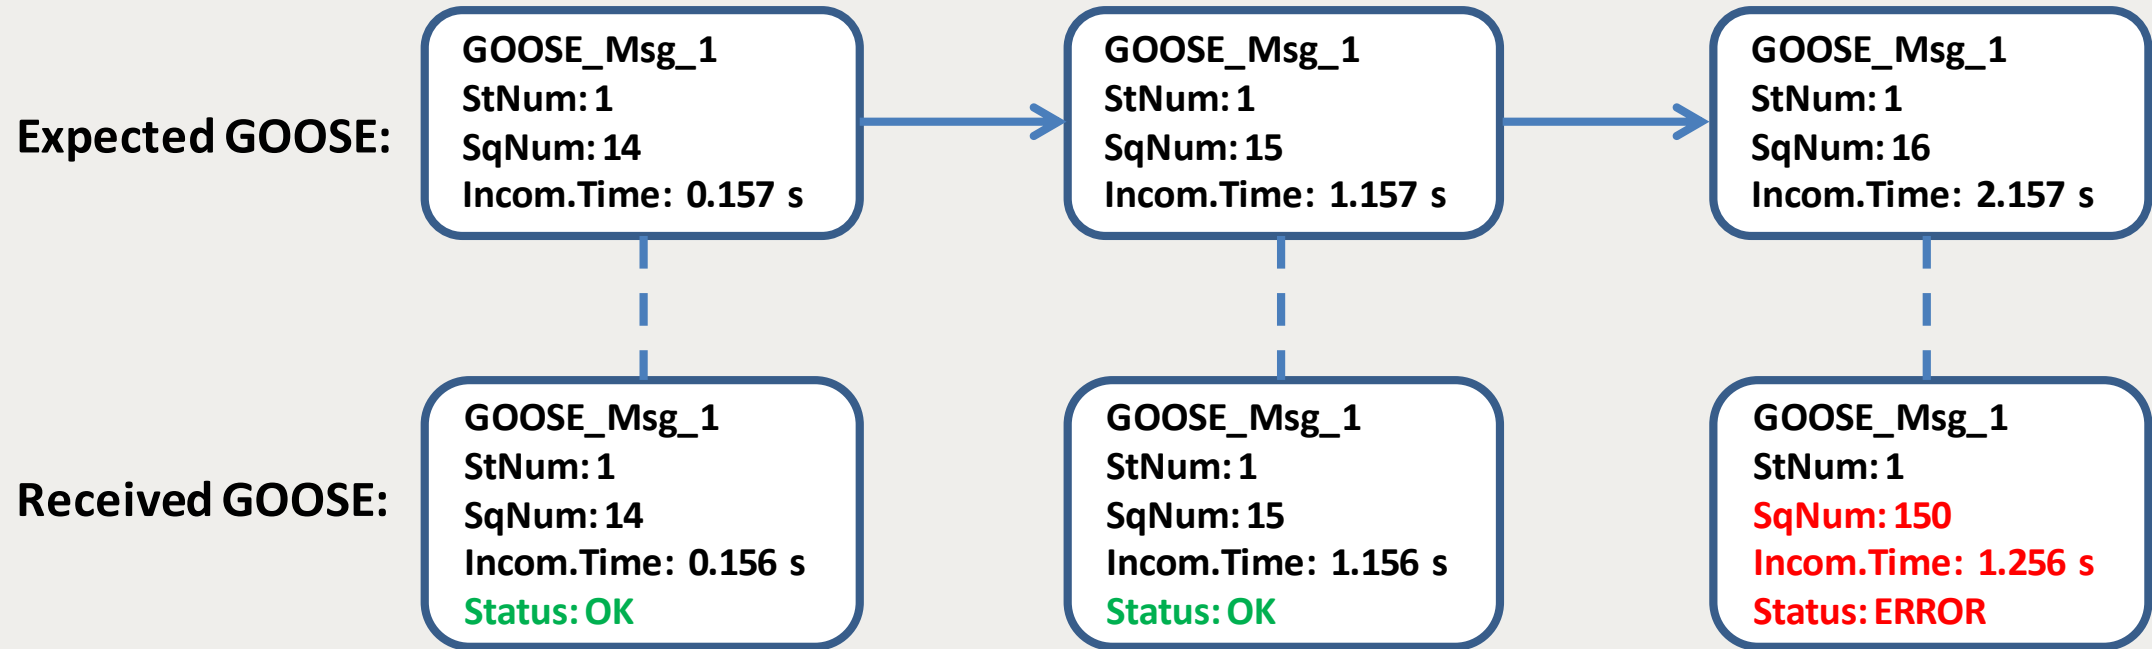 Expected GOOSE:
GOOSE_Msg_1
StNum: 1
SqNum: 14
Incom.Time: 0.157 s
GOOSE_Msg_1
StNum: 1
SqNum: 15
Incom.Time: 1.157 s
GOOSE_Msg_1
StNum: 1
SqNum: 16
Incom.Time: 2.157 s
Received GOOSE:
GOOSE_Msg_1
StNum: 1
SqNum: 14
Incom.Time: 0.156 s
Status: OK
GOOSE_Msg_1
StNum: 1
SqNum: 15
Incom.Time: 1.156 s
Status: OK
GOOSE_Msg_1
StNum: 1
SqNum: 150
Incom.Time: 1.256 s
Status: ERROR